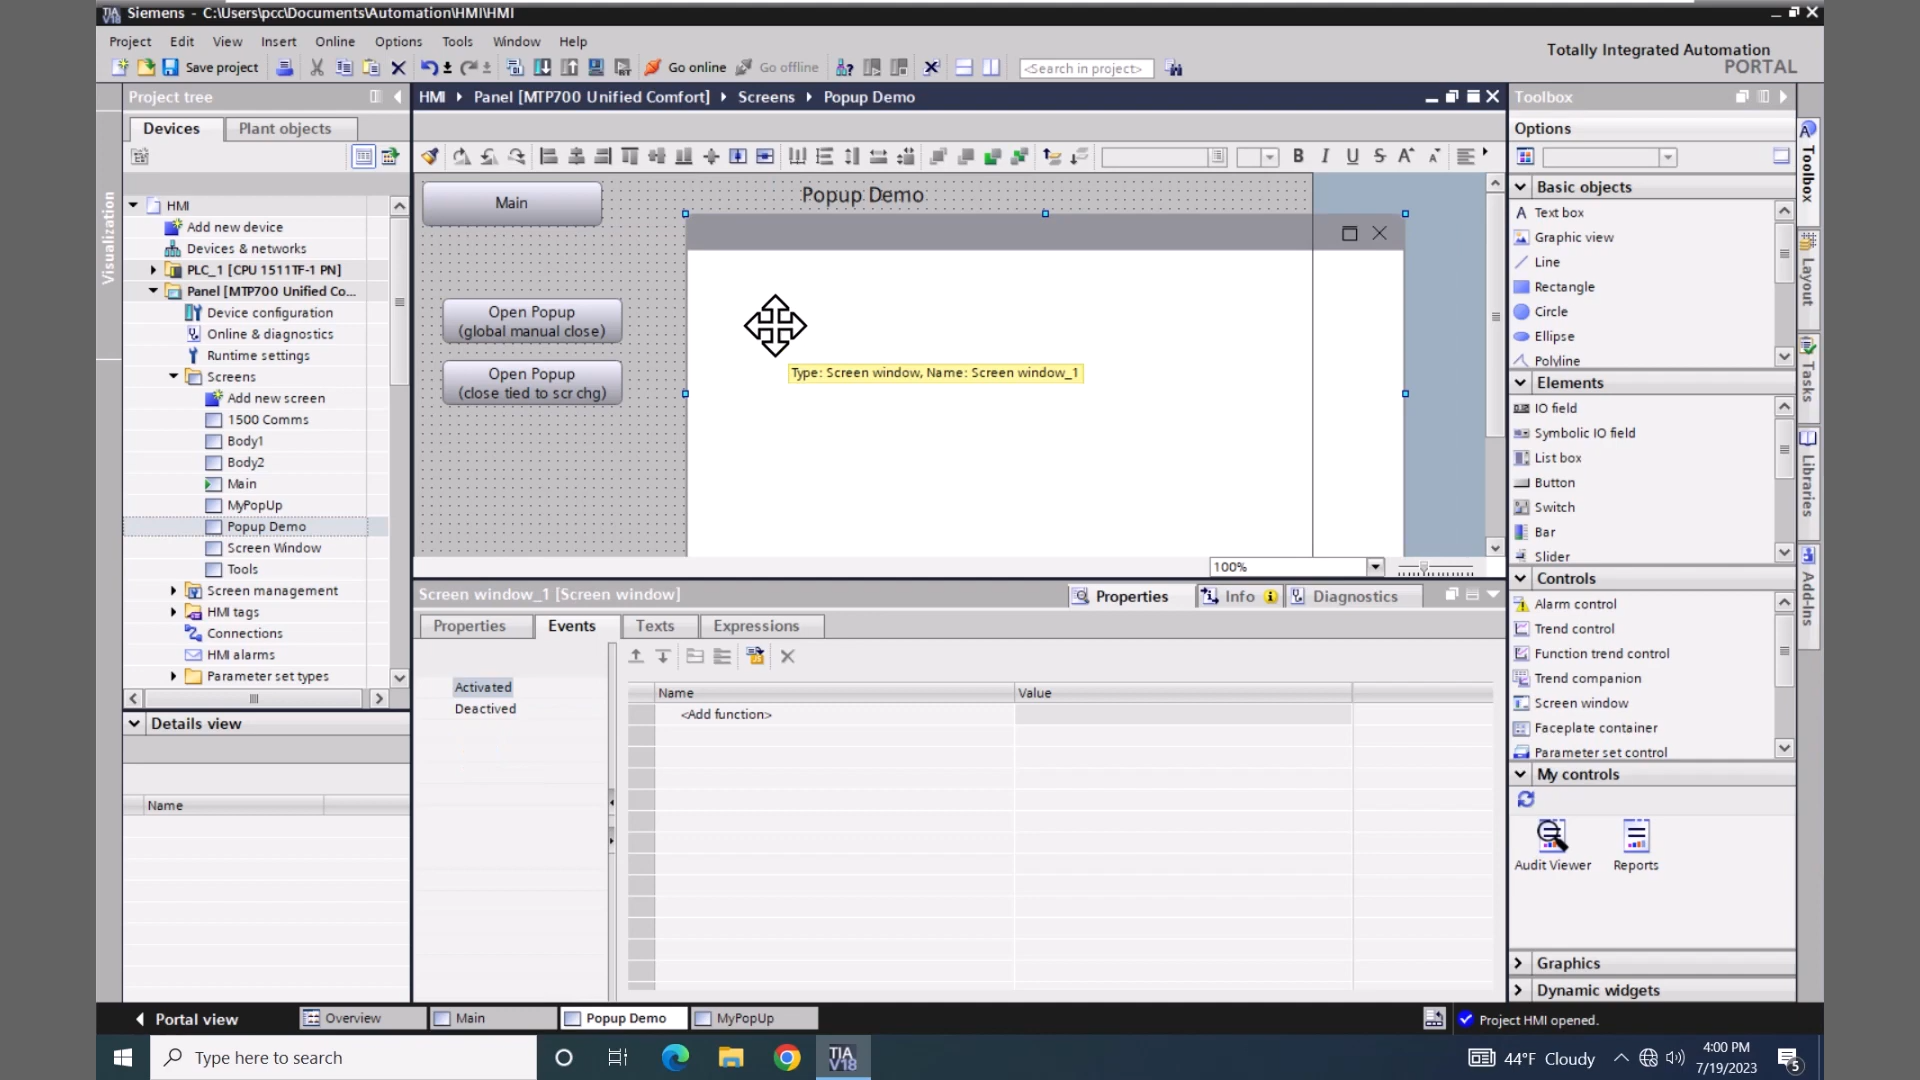 Siemens - C:\Users\pcc\Documents\Automation\HMI\HMI
Project Edit View Insert Online Options Tools Window Help
Totally Integrated Automation
PORTAL
Save project
Go online
Go offline
<Search in project>
Project tree
HMI Panel [MTP700 Unified Comfort] Screens Popup Demo
Toolbox
Devices
Plant objects
Options
Visualization
HMI
Add new device
Devices & networks
PLC_1 [CPU 1511TF-1 PN]
Panel [MTP700 Unified Co...
Device configuration
Online & diagnostics
Runtime settings
Screens
Add new screen
1500 Comms
Body1
Body2
Main
MyPopUp
Popup Demo
Screen Window
Tools
Screen management
HMI tags
Connections
HMI alarms
Parameter set types
Details view
Name
Main
Popup Demo
Open Popup
(global manual close)
Open Popup
(close tied to scr chg)
Type: Screen window, Name: Screen window_1
100%
Screen window_1 [Screen window]
Properties
Info
Diagnostics
Properties
Events
Texts
Expressions
Activated
Deactived
Name
Value
<Add function>
Basic objects
Text box
Graphic view
Line
Rectangle
Circle
Ellipse
Polyline
Elements
IO field
Symbolic IO field
List box
Button
Switch
Bar
Slider
Controls
Alarm control
Trend control
Function trend control
Trend companion
Screen window
Faceplate container
Parameter set control
My controls
Audit Viewer
Reports
Graphics
Dynamic widgets
Toolbox
Layout
Tasks
Libraries
Add-Ins
Portal view
Overview
Main
Popup Demo
MyPopUp
Project HMI opened.
Type here to search
TIA
V18
44°F Cloudy
4:00 PM
7/19/2023
5